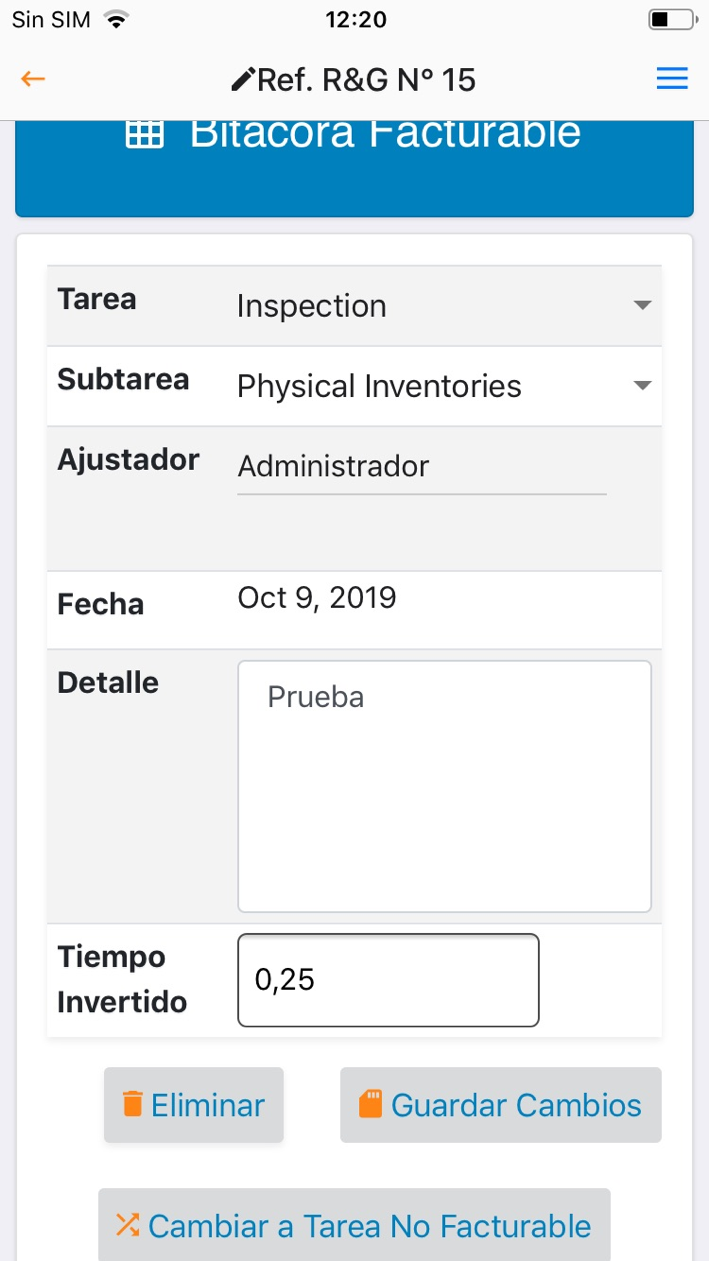 Sin SIM 12:20
Ref. R&G N° 15
Bitácora Facturable
Tarea Inspection
Subtarea Physical Inventories
Ajustador Administrador
Fecha Oct 9, 2019
Detalle Prueba
Tiempo
Invertido 0,25
Eliminar Guardar Cambios
Cambiar a Tarea No Facturable